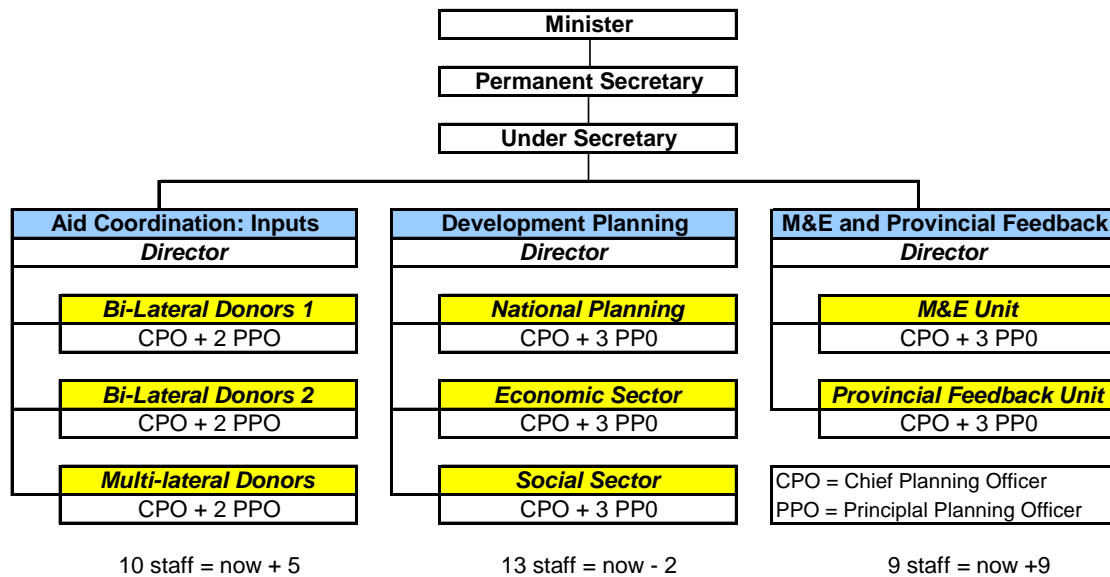 Minister
Permanent Secretary
Under Secretary
Aid Coordination: Inputs
Director
Bi-Lateral Donors 1
CPO + 2 PPO
Bi-Lateral Donors 2
CPO + 2 PPO
Multi-lateral Donors
CPO + 2 PPO
10 staff = now + 5
Development Planning
Director
National Planning
CPO + 3 PP0
Economic Sector
CPO + 3 PP0
Social Sector
CPO + 3 PP0
13 staff = now - 2
M&E and Provincial Feedback
Director
M&E Unit
CPO + 3 PP0
Provincial Feedback Unit
CPO + 3 PP0
CPO = Chief Planning Officer
PPO = Principlal Planning Officer
9 staff = now +9